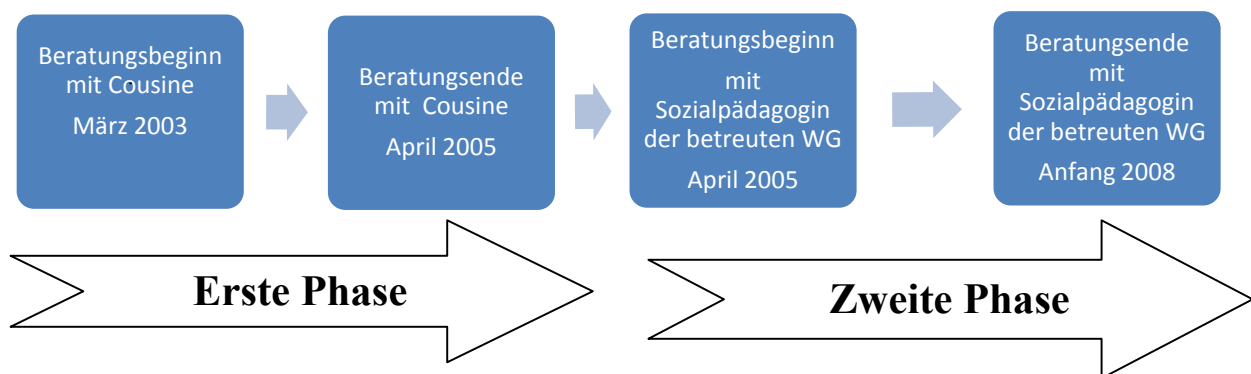 Beratungsbeginn
mit Cousine
März 2003
Beratungsende
mit Cousine
April 2005
Beratungsbeginn
mit
Sozialpädagogin
der betreuten WG
April 2005
Beratungsende
mit
Sozialpädagogin
der betreuten WG
Anfang 2008
Erste Phase
Zweite Phase